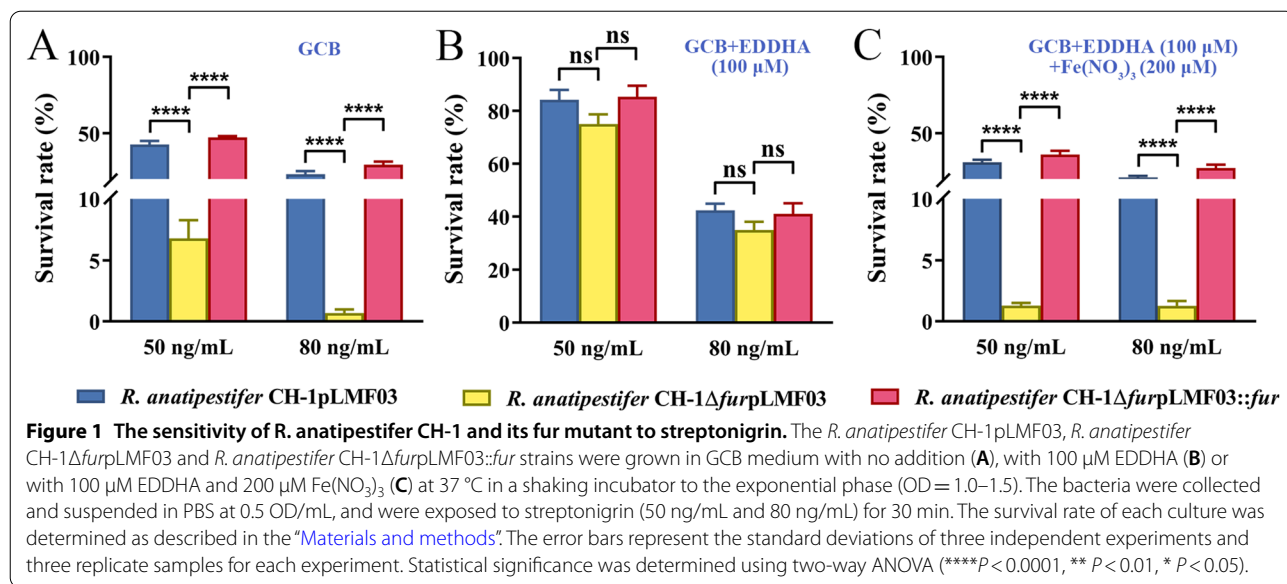 A
GCB
Survival rate (%)
100
50
10
5
0
****
****
****
****
50 ng/mL
80 ng/mL
B
GCB+EDDHA
(100 μM)
Survival rate (%)
100
80
60
40
20
0
ns
ns
ns
ns
50 ng/mL
80 ng/mL
C
GCB+EDDHA (100 μM)
+Fe(NO₃)₃ (200 μM)
Survival rate (%)
100
50
10
5
0
****
****
****
****
50 ng/mL
80 ng/mL
R. anatipestifer CH-1pLMF03
R. anatipestifer CH-1ΔfurpLMF03
R. anatipestifer CH-1ΔfurpLMF03::fur
Figure 1 The sensitivity of R. anatipestifer CH-1 and its fur mutant to streptonigrin. The R. anatipestifer CH-1pLMF03, R. anatipestifer
CH-1ΔfurpLMF03 and R. anatipestifer CH-1ΔfurpLMF03::fur strains were grown in GCB medium with no addition (A), with 100 μM EDDHA (B) or
with 100 μM EDDHA and 200 μM Fe(NO₃)₃ (C) at 37 °C in a shaking incubator to the exponential phase (OD = 1.0–1.5). The bacteria were collected
and suspended in PBS at 0.5 OD/mL, and were exposed to streptonigrin (50 ng/mL and 80 ng/mL) for 30 min. The survival rate of each culture was
determined as described in the “Materials and methods”. The error bars represent the standard deviations of three independent experiments and
three replicate samples for each experiment. Statistical significance was determined using two-way ANOVA (****P < 0.0001, ** P < 0.01, * P < 0.05).